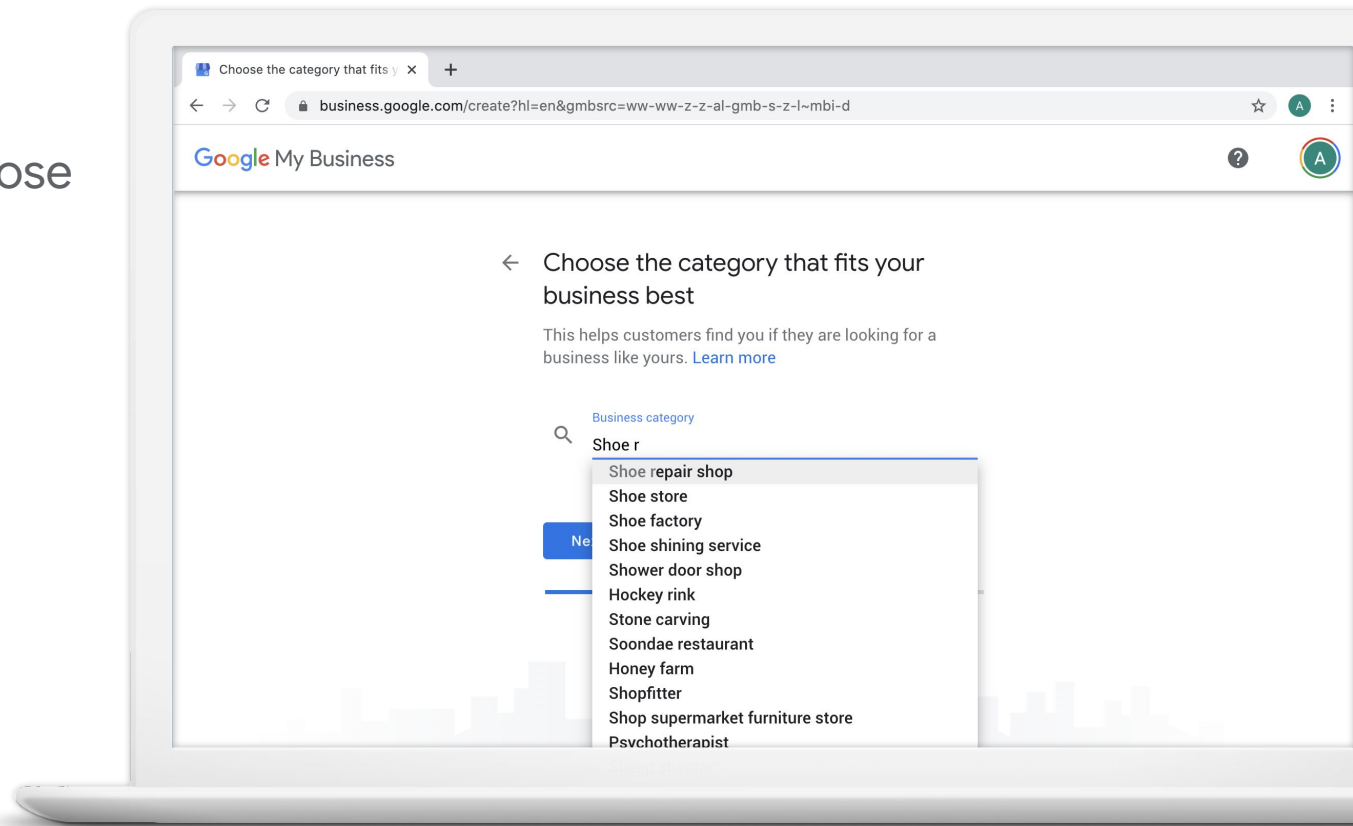 ose
Choose the category that fits y
business.google.com/create?hl=en&gmbsrc=ww-ww-z-z-al-gmb-s-z-l~mbi-d
A
Google My Business
A
Choose the category that fits your
business best
This helps customers find you if they are looking for a
business like yours. Learn more
Business category
Shoe r
Shoe repair shop
Shoe store
Shoe factory
Ne
Shoe shining service
Shower door shop
Hockey rink
Stone carving
Soondae restaurant
Honey farm
Shopfitter
Shop supermarket furniture store
Psychotherapist